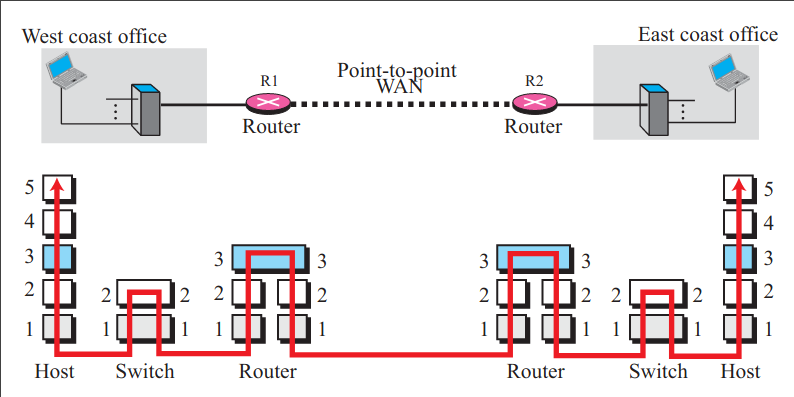 West coast office
East coast office
Point-to-point
WAN
R1
R2
Router
Router
5
5
4
4
3
3 3
3 3
3
2
2 2
2 2
2 2
2 2
2
1
1 1
1 1
1 1
1 1
1
Host
Switch
Router
Router
Switch
Host